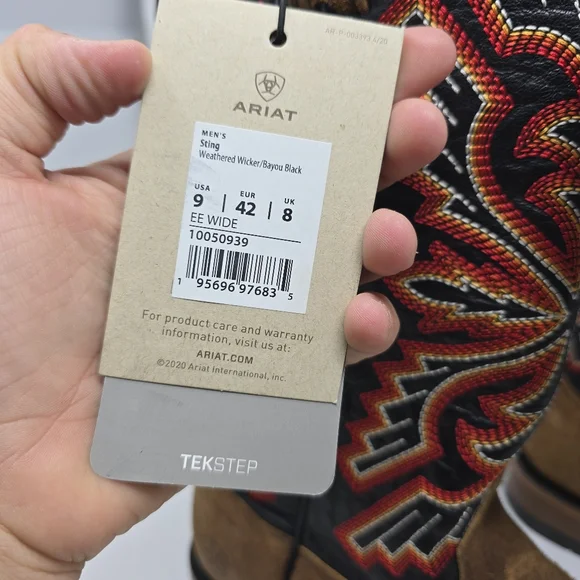 ARIAT
MEN'S
Sting
Weathered Wicker/Bayou Black
USA EUR UK
9 | 42 | 8
EE WIDE
10050939
1 95696 97683 5
For product care and warranty
information, visit us at:
ARIAT.COM
©2020 Ariat International, Inc.
TEKSTEP